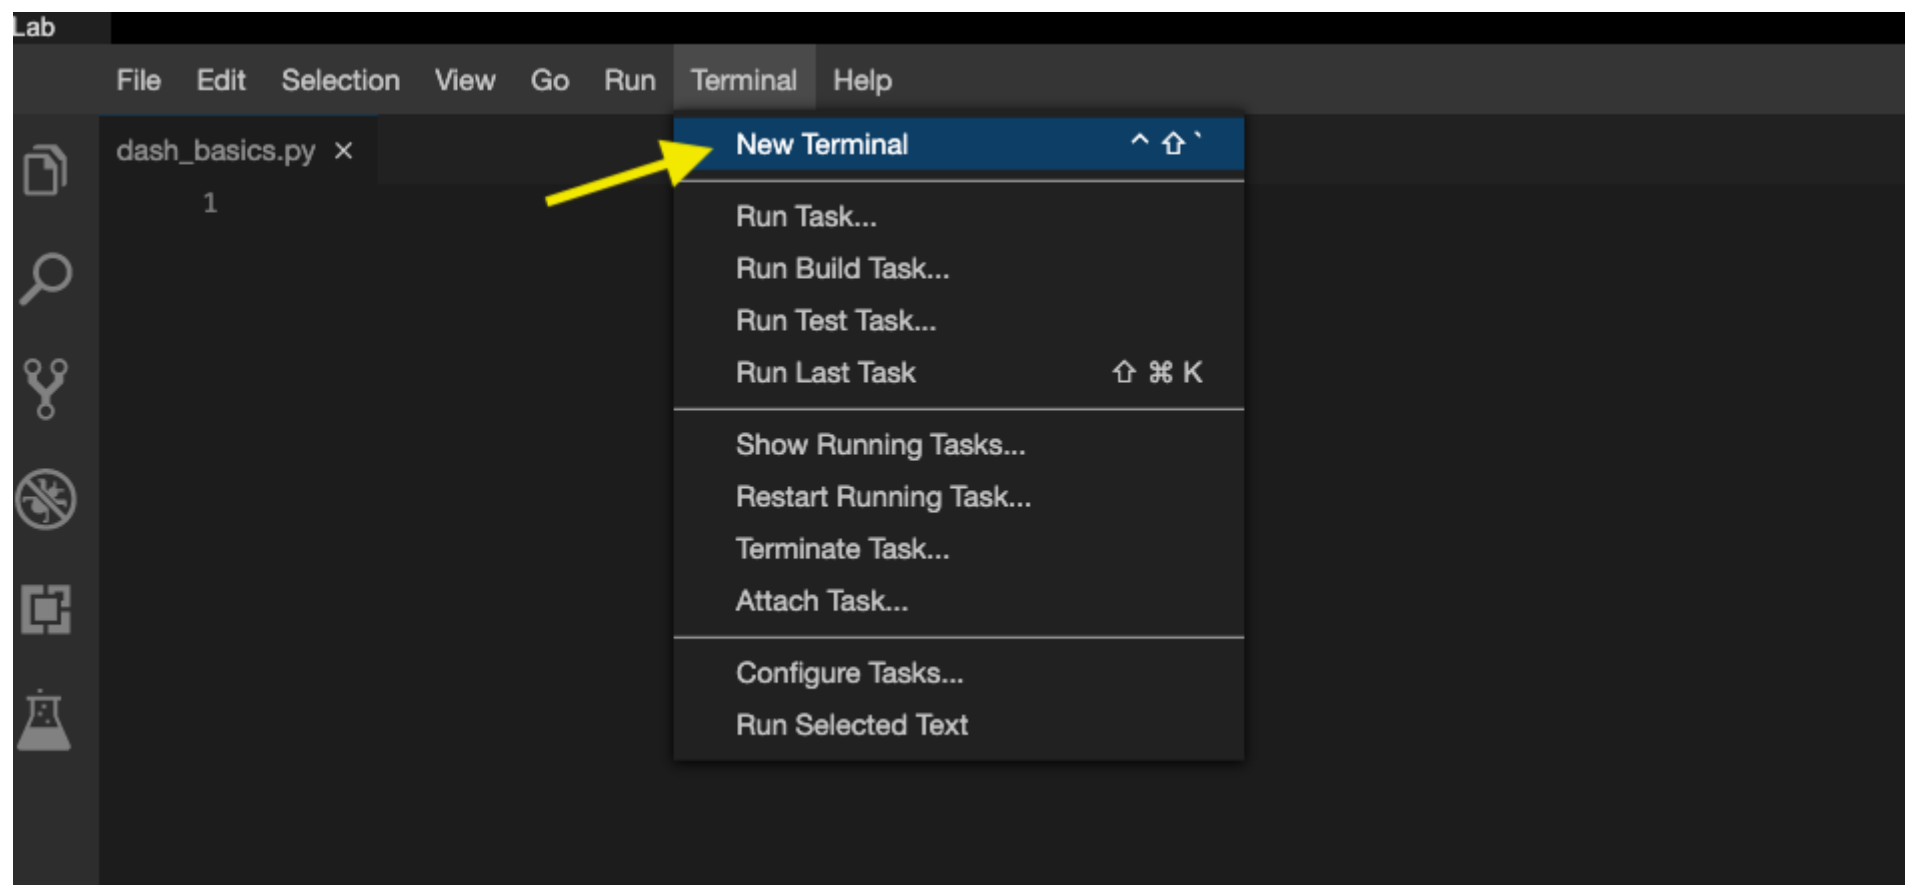 Lab
File Edit Selection View Go Run Terminal Help
dash_basics.py ×
1
New Terminal ^ ⇧ `
Run Task...
Run Build Task...
Run Test Task...
Run Last Task ⇧ ⌘ K
Show Running Tasks...
Restart Running Task...
Terminate Task...
Attach Task...
Configure Tasks...
Run Selected Text